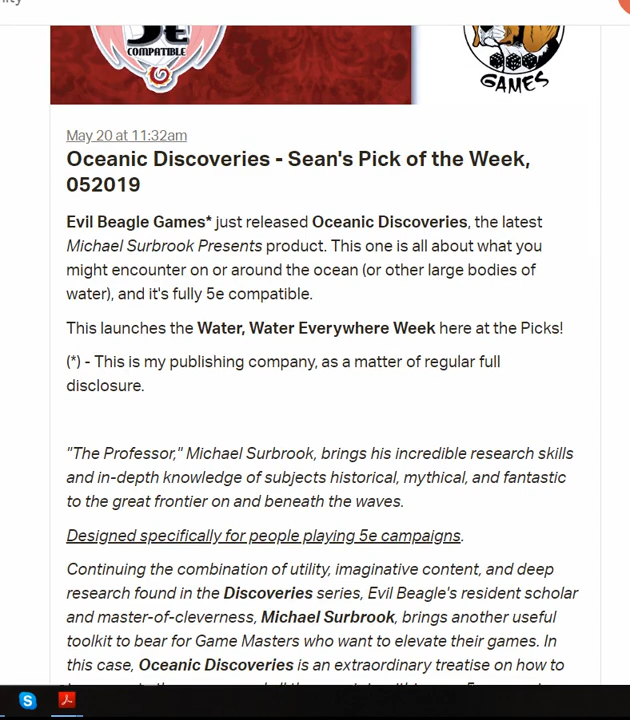 5e
COMPATIBLE
GAMES
May 20 at 11:32am
Oceanic Discoveries - Sean's Pick of the Week,
052019
Evil Beagle Games* just released Oceanic Discoveries, the latest
Michael Surbrook Presents product. This one is all about what you
might encounter on or around the ocean (or other large bodies of
water), and it's fully 5e compatible.
This launches the Water, Water Everywhere Week here at the Picks!
(*) - This is my publishing company, as a matter of regular full
disclosure.
"The Professor," Michael Surbrook, brings his incredible research skills
and in-depth knowledge of subjects historical, mythical, and fantastic
to the great frontier on and beneath the waves.
Designed specifically for people playing 5e campaigns.
Continuing the combination of utility, imaginative content, and deep
research found in the Discoveries series, Evil Beagle's resident scholar
and master-of-cleverness, Michael Surbrook, brings another useful
toolkit to bear for Game Masters who want to elevate their games. In
this case, Oceanic Discoveries is an extraordinary treatise on how to